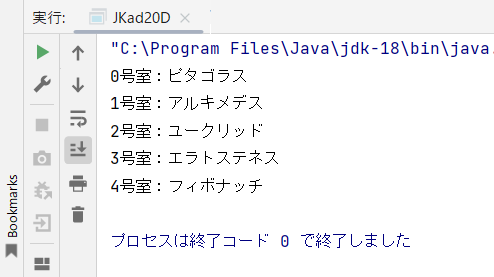 実行:
JKad20D
"C:\Program Files\Java\jdk-18\bin\java.
0号室：ピタゴラス
1号室：アルキメデス
2号室：ユークリッド
3号室：エラトステネス
4号室：フィボナッチ
プロセスは終了コード 0 で終了しました
Bookmarks